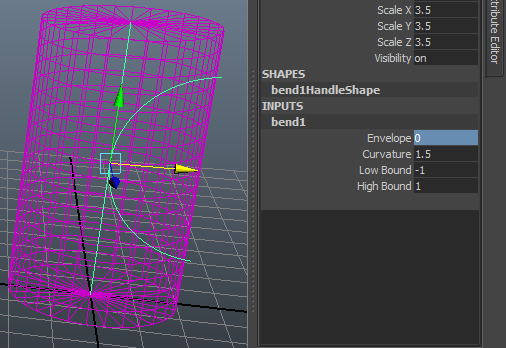 Scale X 3.5
Scale Y 3.5
Scale Z 3.5
Visibility on
SHAPES
bend1HandleShape
INPUTS
bend1
Envelope 0
Curvature 1.5
Low Bound -1
High Bound 1
Editor